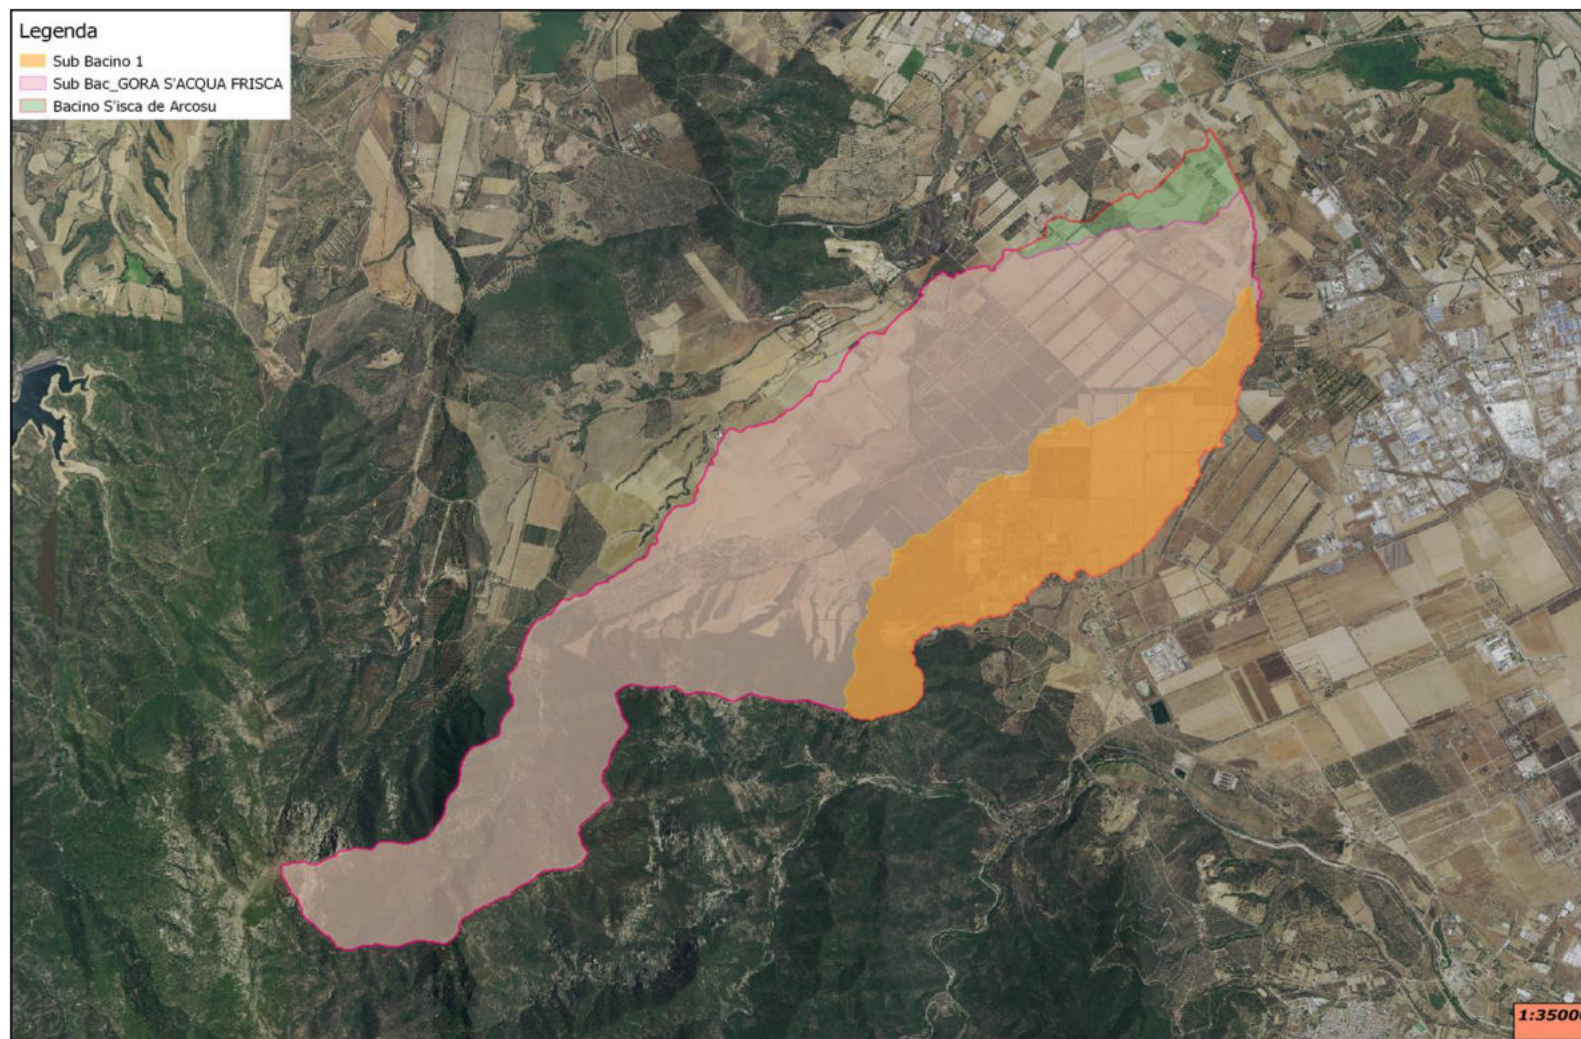 Legenda
Sub Bacino 1
Sub Bac_GORA S'ACQUA FRISCA
Bacino S'isca de Arcosu